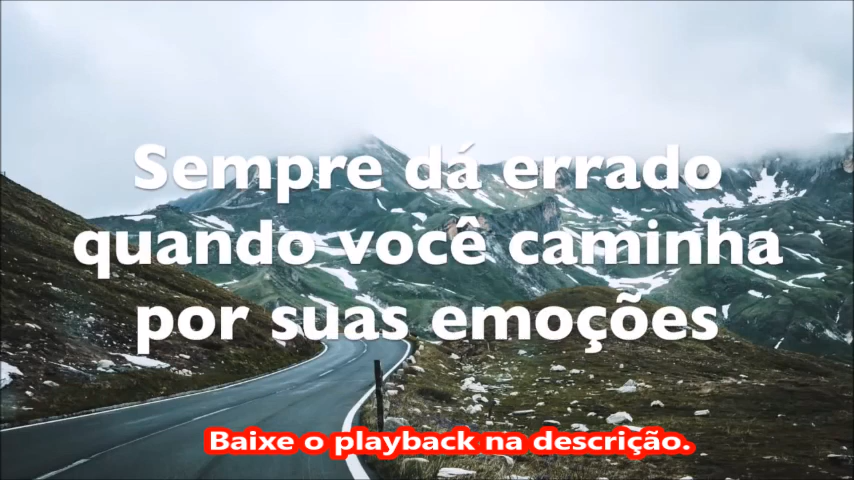 Sempre dá errado
quando você caminha
por suas emoções
Baixe o playback na descrição.